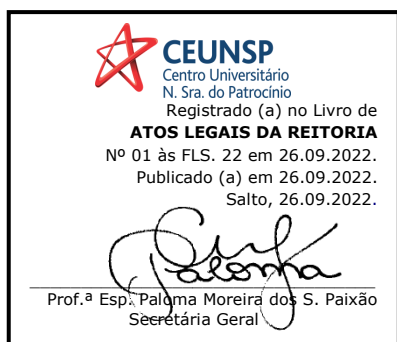 CEUNSP
Centro Universitário
N. Sra. do Patrocínio
Registrado (a) no Livro de
ATOS LEGAIS DA REITORIA
Nº 01 às FLS. 22 em 26.09.2022.
Publicado (a) em 26.09.2022.
Salto, 26.09.2022.
Paloma
Prof.ª Esp. Paloma Moreira dos S. Paixão
Secretária Geral